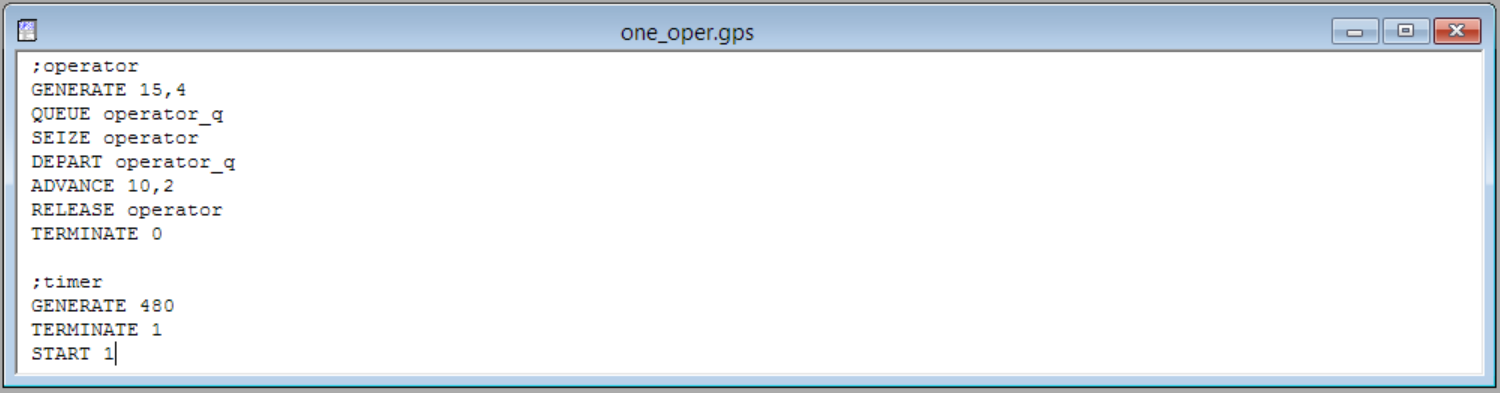 one_oper.gps
;operator
GENERATE 15,4
QUEUE operator_q
SEIZE operator
DEPART operator_q
ADVANCE 10,2
RELEASE operator
TERMINATE 0
;timer
GENERATE 480
TERMINATE 1
START 1